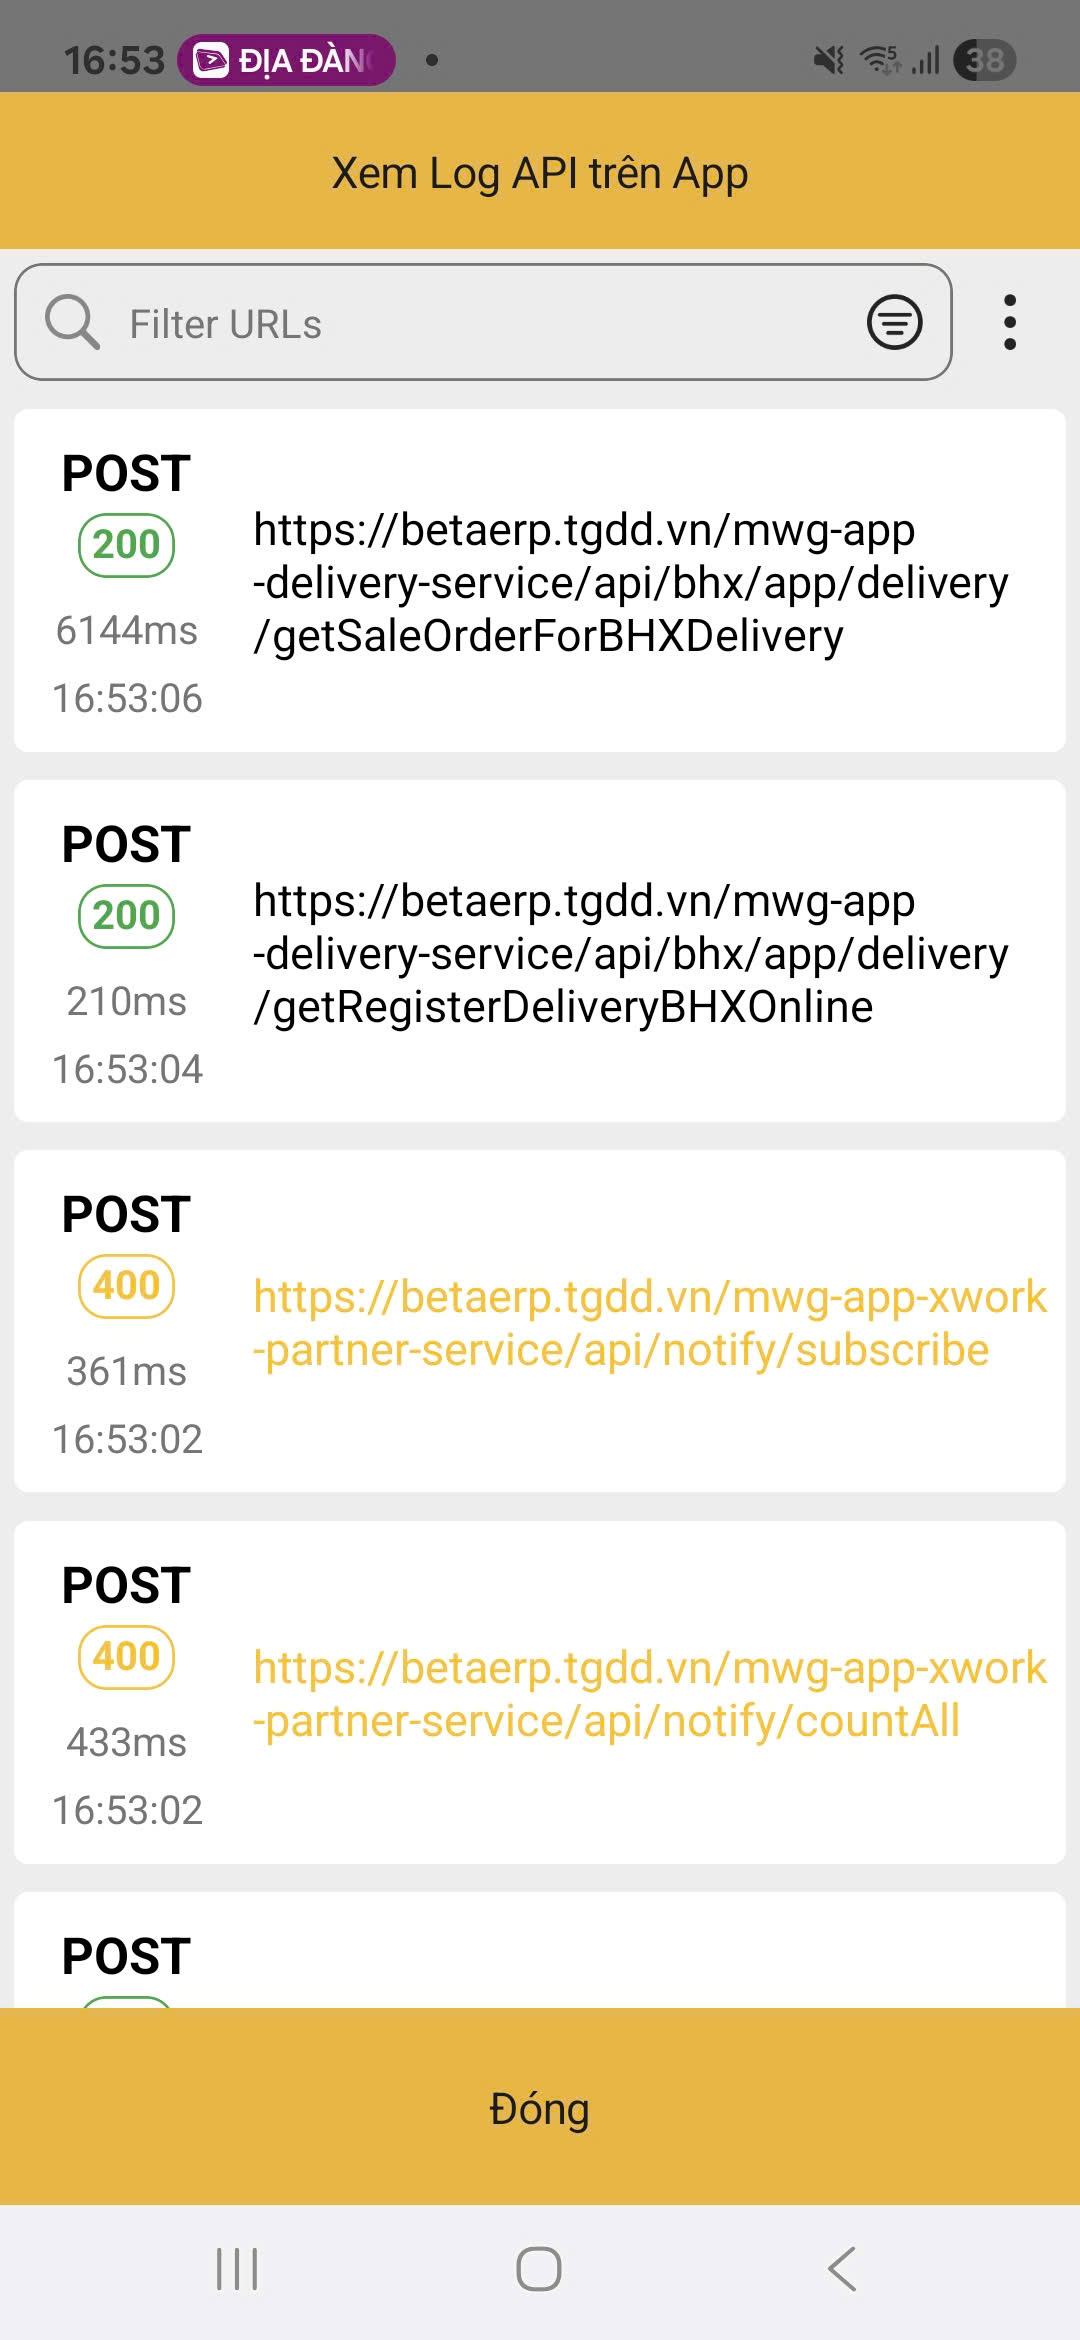 16:53
ĐỊA ĐÀN
5
38
Xem Log API trên App
Filter URLs
POST
200
6144ms
16:53:06
https://betaerp.tgdd.vn/mwg-app
-delivery-service/api/bhx/app/delivery
/getSaleOrderForBHXDelivery
POST
200
210ms
16:53:04
https://betaerp.tgdd.vn/mwg-app
-delivery-service/api/bhx/app/delivery
/getRegisterDeliveryBHXOnline
POST
400
361ms
16:53:02
https://betaerp.tgdd.vn/mwg-app-xwork
-partner-service/api/notify/subscribe
POST
400
433ms
16:53:02
https://betaerp.tgdd.vn/mwg-app-xwork
-partner-service/api/notify/countAll
POST
Đóng